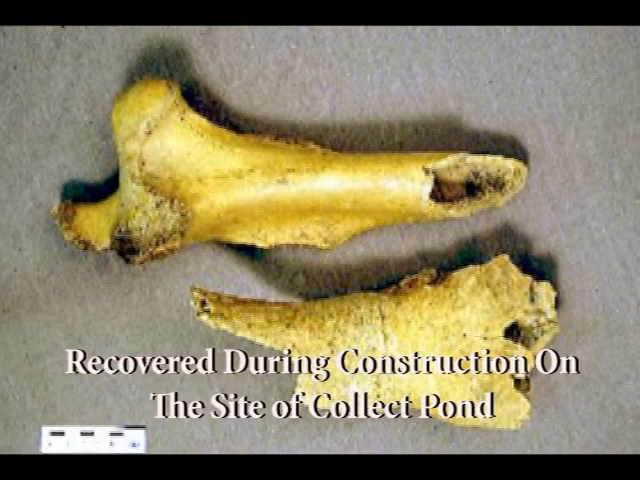 Recovered During Construction On
The Site of Collect Pond